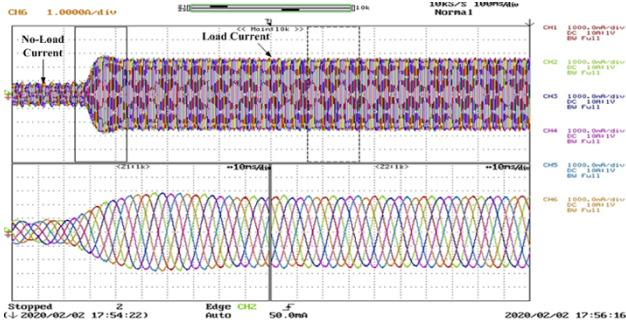 CH6 1.0000A/div
10k
10kS/s 100ms/div
Normal
<< Main:10k >>
No-Load
Current
Load Current
CH1 1000.0mA/div
DC 10A:1V
BW Full
CH2 1000.0mA/div
DC 10A:1V
BW Full
CH3 1000.0mA/div
DC 10A:1V
BW Full
CH4 1000.0mA/div
DC 10A:1V
BW Full
CH5 1000.0mA/div
DC 10A:1V
BW Full
CH6 1000.0mA/div
DC 10A:1V
BW Full
<Z1:1k> 10ms/div
<Z2:1k> 10ms/div
Stopped 2 Edge CH2
(↓2020/02/02 17:54:22) Auto 50.0mA 2020/02/02 17:56:16